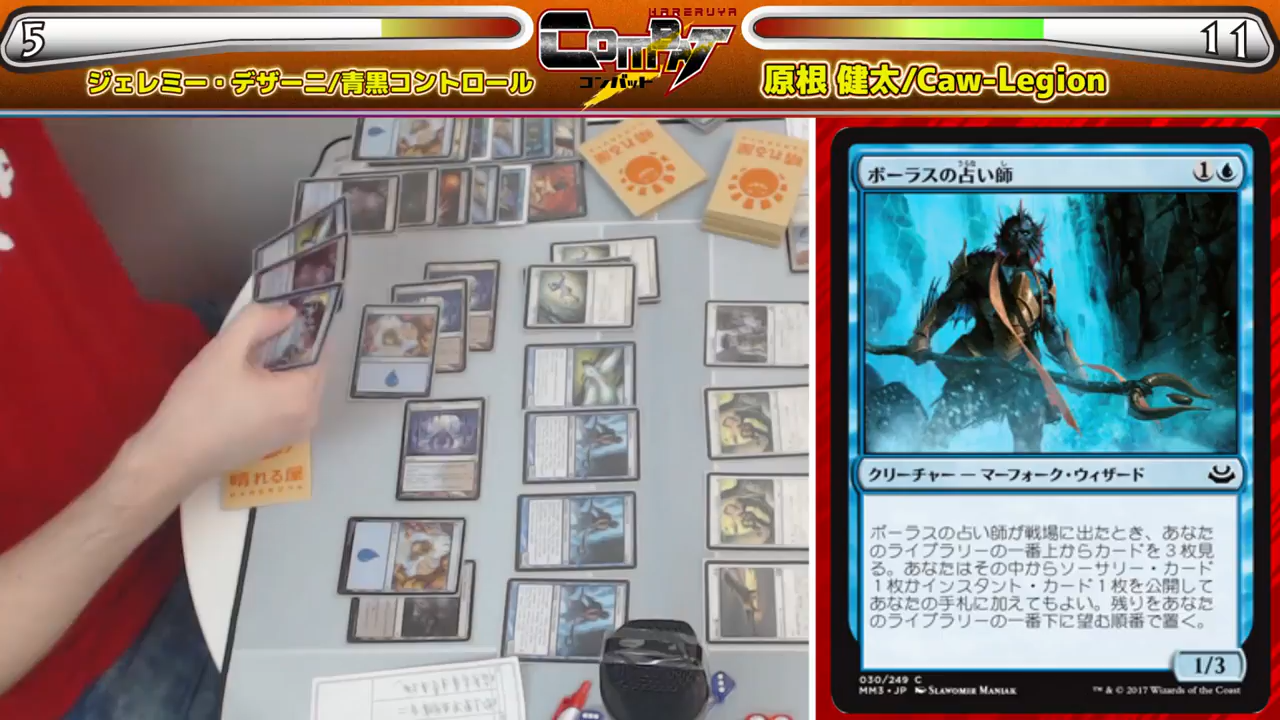 5
HARERUYA
COMBAT
コンバット
11
ジェレミー・デザーニ/青黒コントロール
原根 健太/Caw-Legion
晴れる屋
晴れる屋
晴れる屋
HARERUYA
ボーラスの占い師
うらな し
1
クリーチャー — マーフォーク・ウィザード
ボーラスの占い師が戦場に出たとき、あなた
のライブラリーの一番上からカードを3枚見
る。あなたはその中からソーサリー・カード
1枚かインスタント・カード1枚を公開して
あなたの手札に加えてもよい。残りをあなた
のライブラリーの一番下に望む順番で置く。
1/3
030/249 C
MM3 • JP Slawomir Maniak
™ & © 2017 Wizards of the Coast